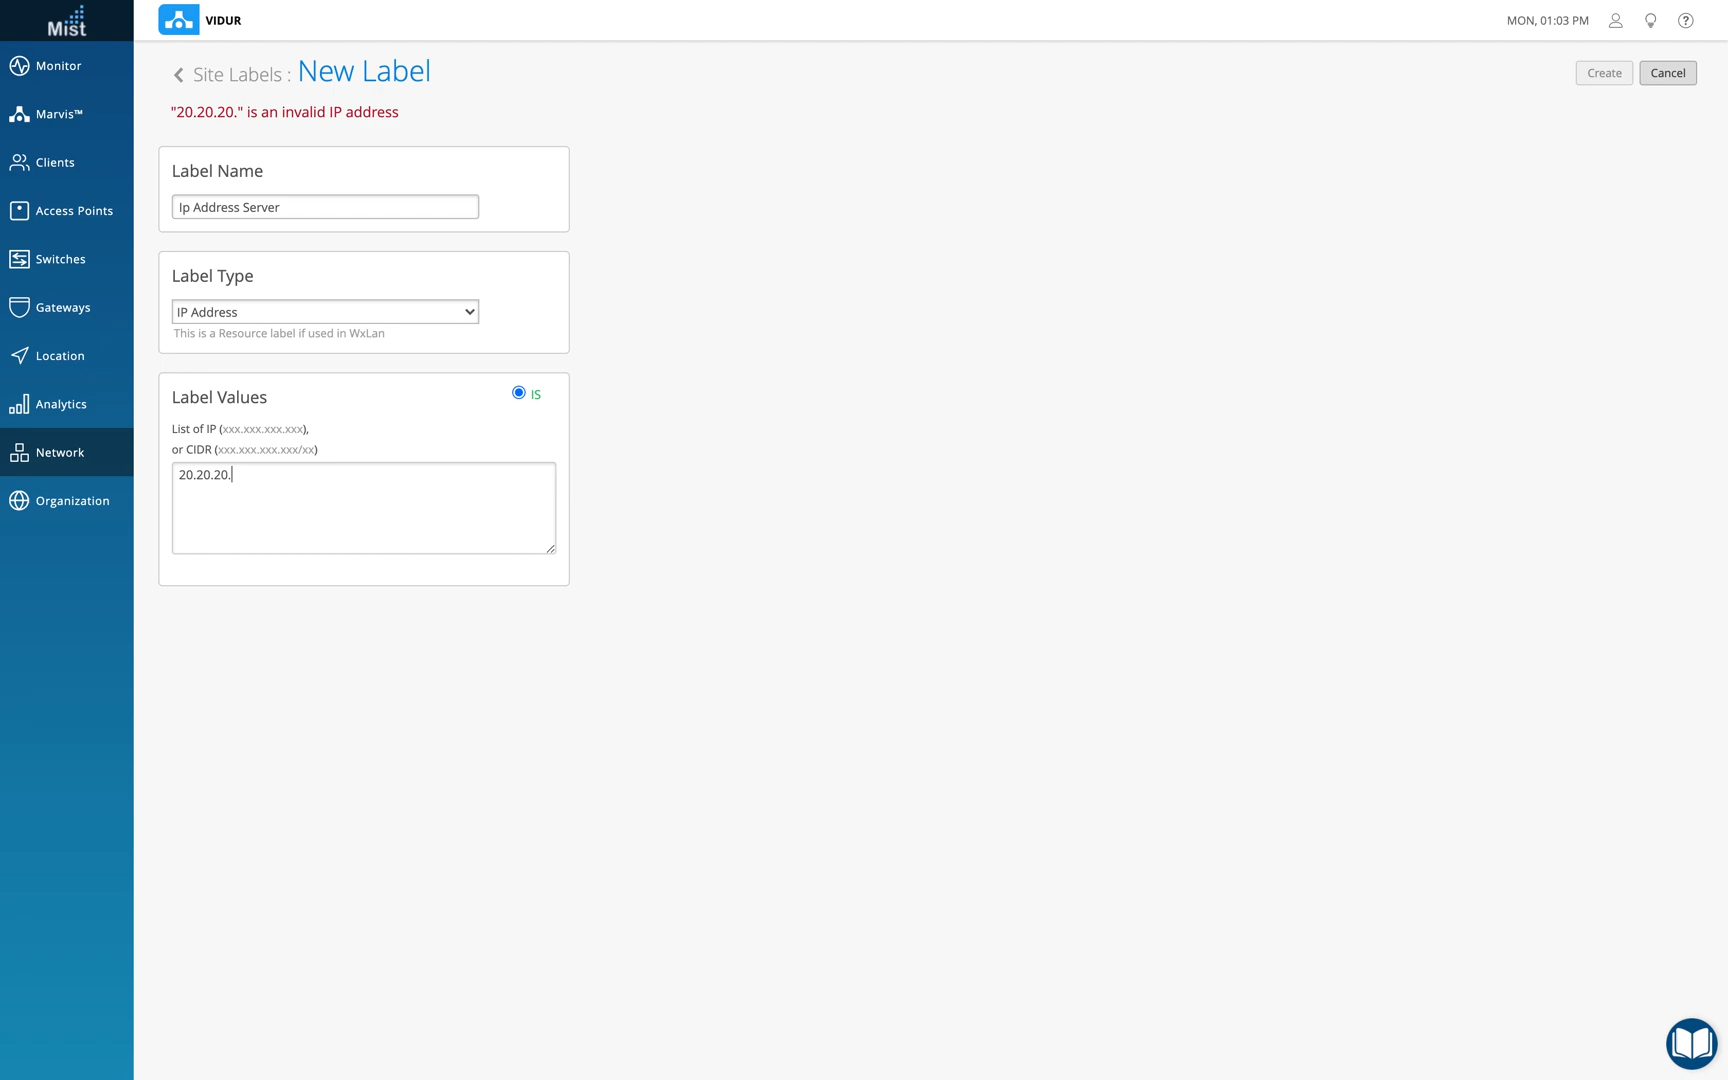 Mist
VIDUR
MON, 01:03 PM
Monitor
Marvis™
Clients
Access Points
Switches
Gateways
Location
Analytics
Network
Organization
Site Labels : New Label
Create
Cancel
"20.20.20." is an invalid IP address
Label Name
Ip Address Server
Label Type
IP Address
This is a Resource label if used in WxLan
Label Values
IS
List of IP (xxx.xxx.xxx.xxx),
or CIDR (xxx.xxx.xxx.xxx/xx)
20.20.20.